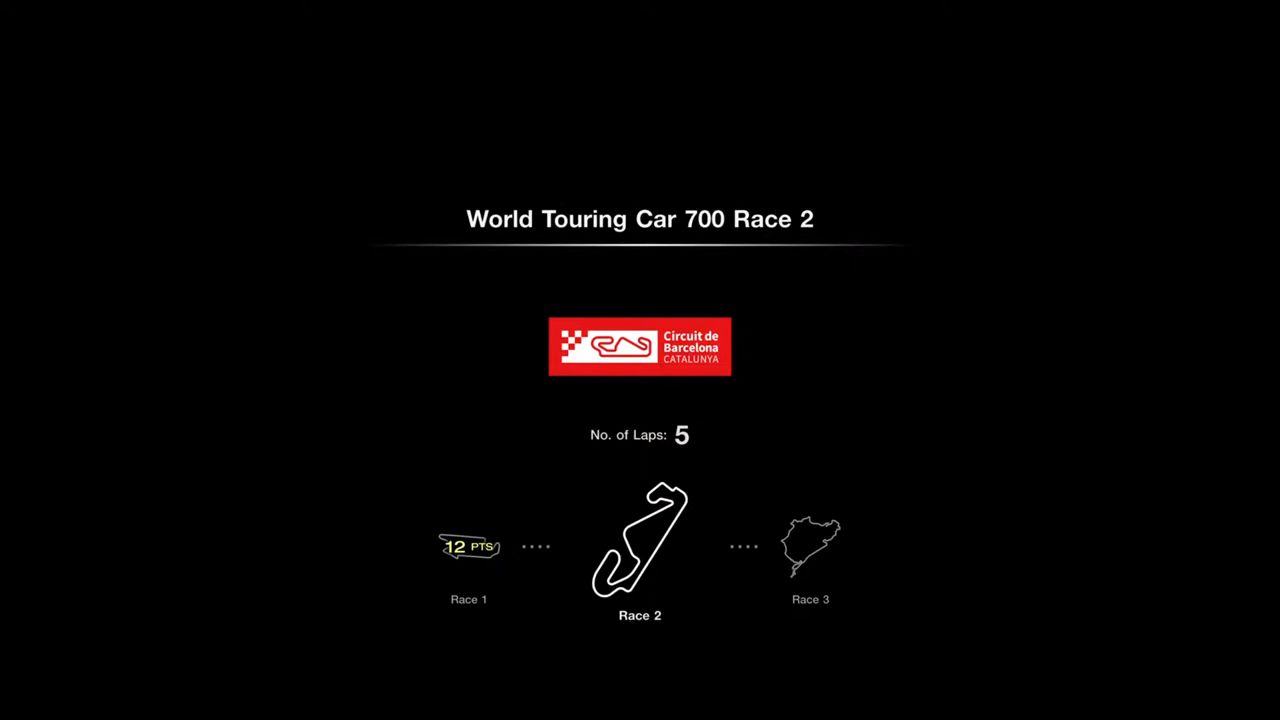 World Touring Car 700 Race 2
Circuit de
Barcelona
CATALUNYA
No. of Laps: 5
12 PTS
Race 1
Race 2
Race 3